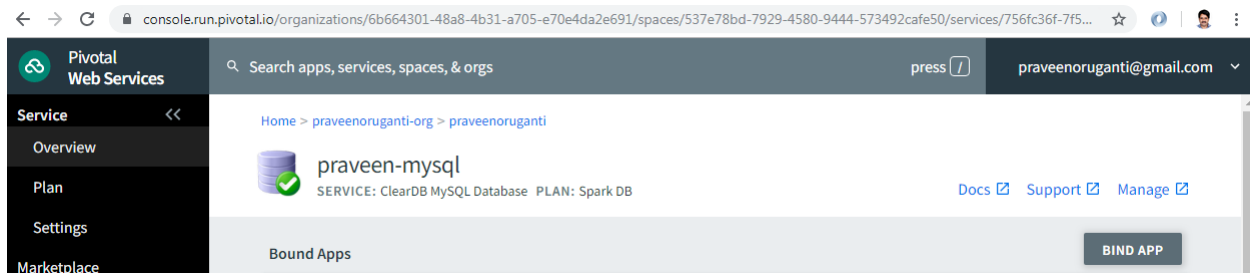 console.run.pivotal.io/organizations/6b664301-48a8-4b31-a705-e70e4da2e691/spaces/537e78bd-7929-4580-9444-573492cafe50/services/756fc36f-7f5...
Pivotal
Web Services
Search apps, services, spaces, & orgs
press /
praveenoruganti@gmail.com
Service <<
Home > praveenoruganti-org > praveenoruganti
Overview
praveen-mysql
Plan
SERVICE: ClearDB MySQL Database PLAN: Spark DB
Docs Support Manage
Settings
Bound Apps
BIND APP
Marketplace